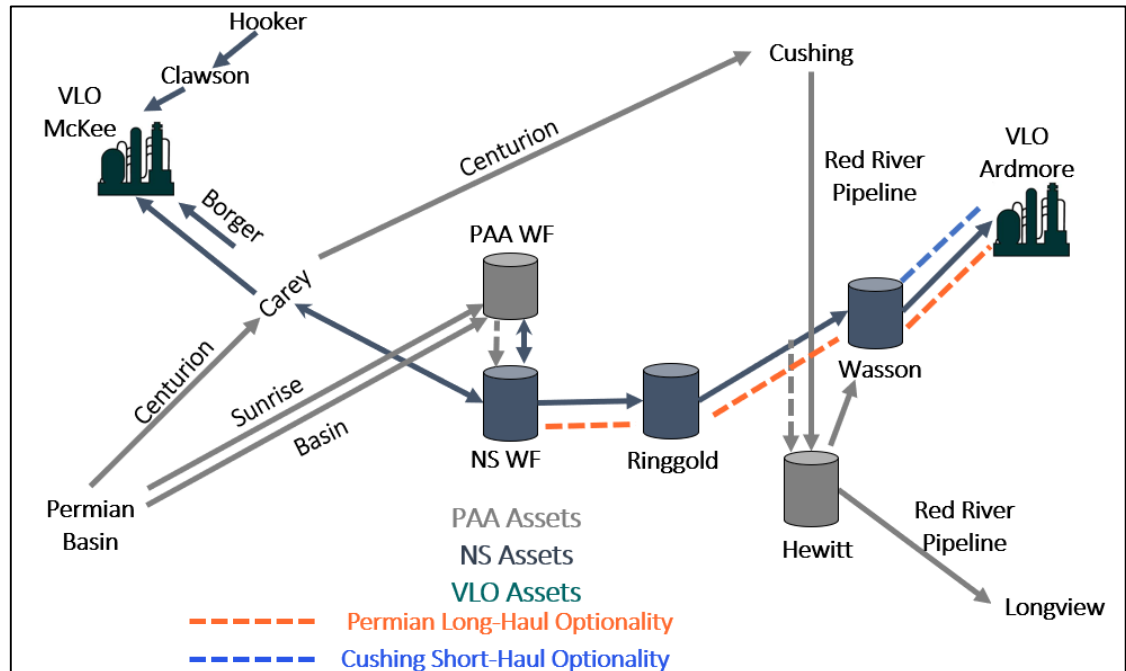 Hooker
Clawson
VLO
McKee
Borger
Cushing
Centurion
Red River
Pipeline
VLO
Ardmore
PAA WF
Carey
Wasson
Centurion
Sunrise
Basin
NS WF
Ringgold
Permian
Basin
Hewitt
Red River
Pipeline
Longview
PAA Assets
NS Assets
VLO Assets
Permian Long-Haul Optionality
Cushing Short-Haul Optionality